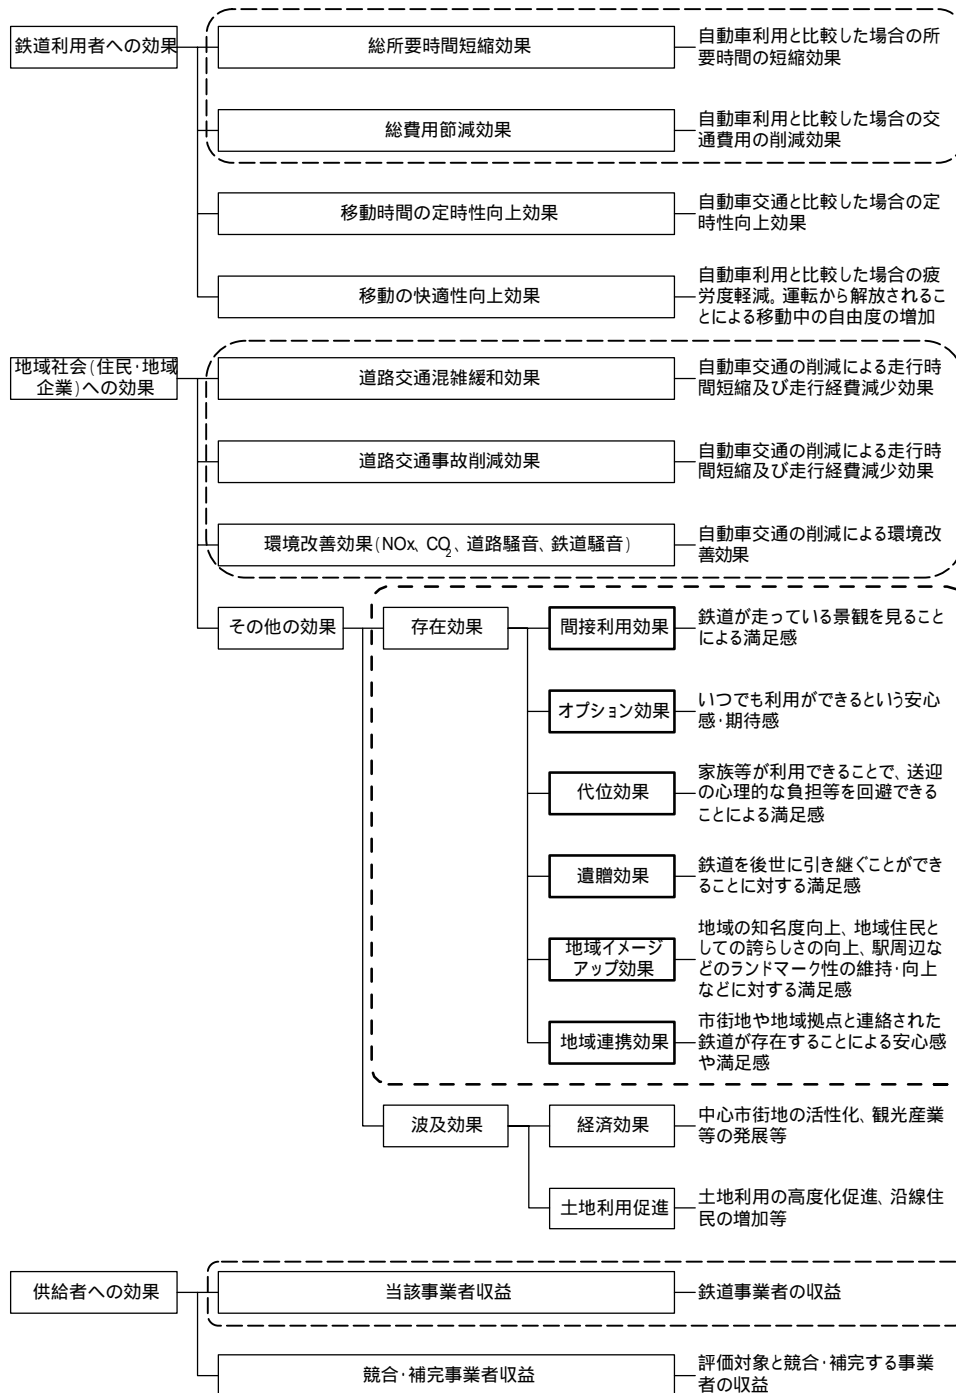 鉄道利用者への効果
総所要時間短縮効果
自動車利用と比較した場合の所
要時間の短縮効果
総費用節減効果
自動車利用と比較した場合の交
通費用の削減効果
移動時間の定時性向上効果
自動車交通と比較した場合の定
時性向上効果
移動の快適性向上効果
自動車利用と比較した場合の疲
労度軽減。運転から解放されるこ
とによる移動中の自由度の増加
地域社会(住民・地域
企業)への効果
道路交通混雑緩和効果
自動車交通の削減による走行時
間短縮及び走行経費減少効果
道路交通事故削減効果
自動車交通の削減による走行時
間短縮及び走行経費減少効果
環境改善効果(NOx、CO2、道路騒音、鉄道騒音)
自動車交通の削減による環境改
善効果
その他の効果
存在効果
間接利用効果
鉄道が走っている景観を見ること
による満足感
オプション効果
いつでも利用ができるという安心
感・期待感
代位効果
家族等が利用できることで、送迎
の心理的な負担等を回避できる
ことによる満足感
遺贈効果
鉄道を後世に引き継ぐことができ
ることに対する満足感
地域イメージ
アップ効果
地域の知名度向上、地域住民と
しての誇らしさの向上、駅周辺な
どのランドマーク性の維持・向上
などに対する満足感
地域連携効果
市街地や地域拠点と連絡された
鉄道が存在することによる安心感
や満足感
波及効果
経済効果
中心市街地の活性化、観光産業
等の発展等
土地利用促進
土地利用の高度化促進、沿線住
民の増加等
供給者への効果
当該事業者収益
鉄道事業者の収益
競合・補完事業者収益
評価対象と競合・補完する事業
者の収益